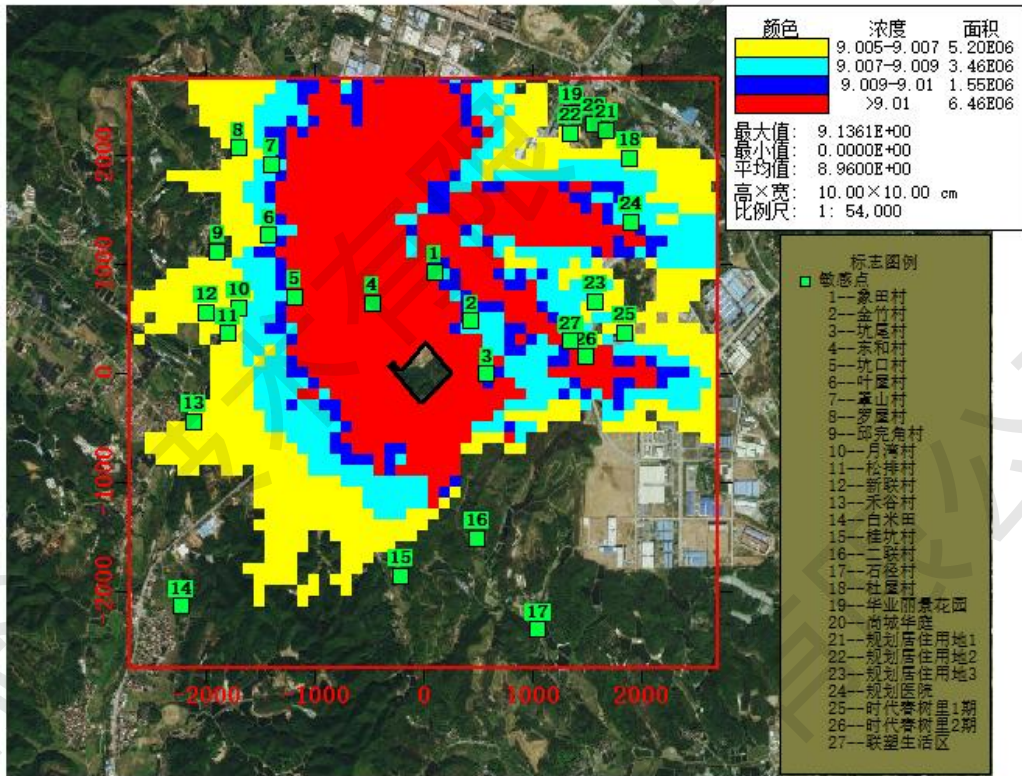 颜色 浓度 面积
9.005-9.007 5.20E06
9.007-9.009 3.46E06
9.009-9.01 1.55E06
>9.01 6.46E06
最大值: 9.1361E+00
最小值: 0.0000E+00
平均值: 8.9600E+00
高×宽: 10.00×10.00 cm
比例尺: 1: 54,000
标志图例
敏感点
1--象田村
2--金竹村
3--坑尾村
4--东和村
5--坑口村
6--叶屋村
7--覃山村
8--罗屋村
9--邱壳角村
10--月湾村
11--松排村
12--新联村
13--禾谷村
14--白米田
15--桂坑村
16--二联村
17--石径村
18--杜屋村
19--华业丽景花园
20--尚城华庭
21--规划居住用地1
22--规划居住用地2
23--规划居住用地3
24--规划医院
25--时代春树里1期
26--时代春树里2期
27--联塑生活区
19
20
21
22
18
8
7
24
6
9
1
5
4
23
12
10
2
11
25
27
26
3
13
16
15
14
17
2000
1000
0
-1000
-2000
-2000 -1000 0 1000 2000
技术有限公
有限公